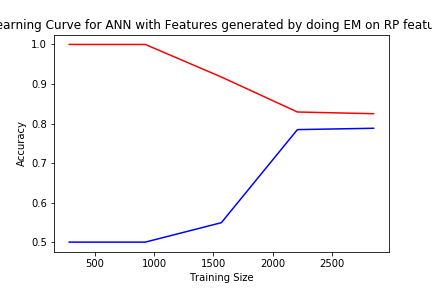 earning Curve for ANN with Features generated by doing EM on RP featu
1.0
0.9
0.8
0.7
0.6
0.5
Accuracy
500 1000 1500 2000 2500
Training Size